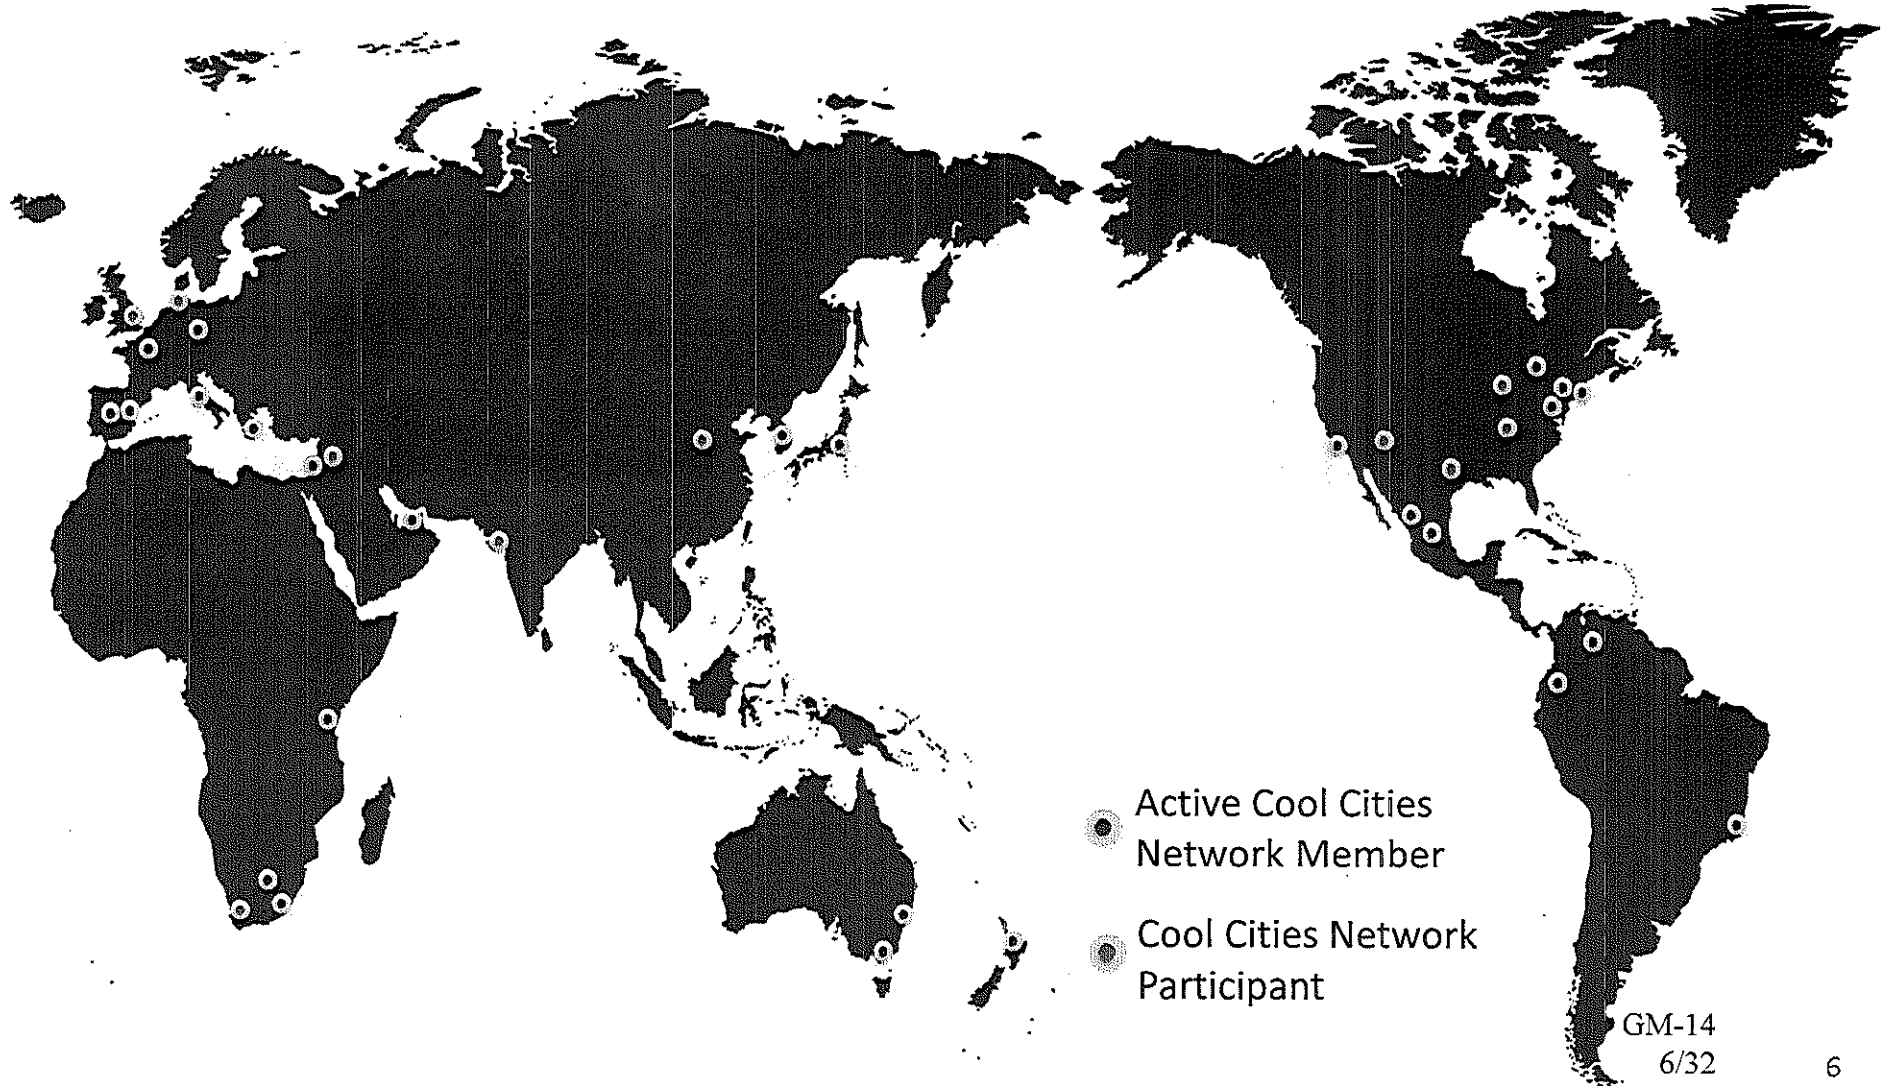 Active Cool Cities
Network Member
Cool Cities Network
Participant
GM-14
6/32
6